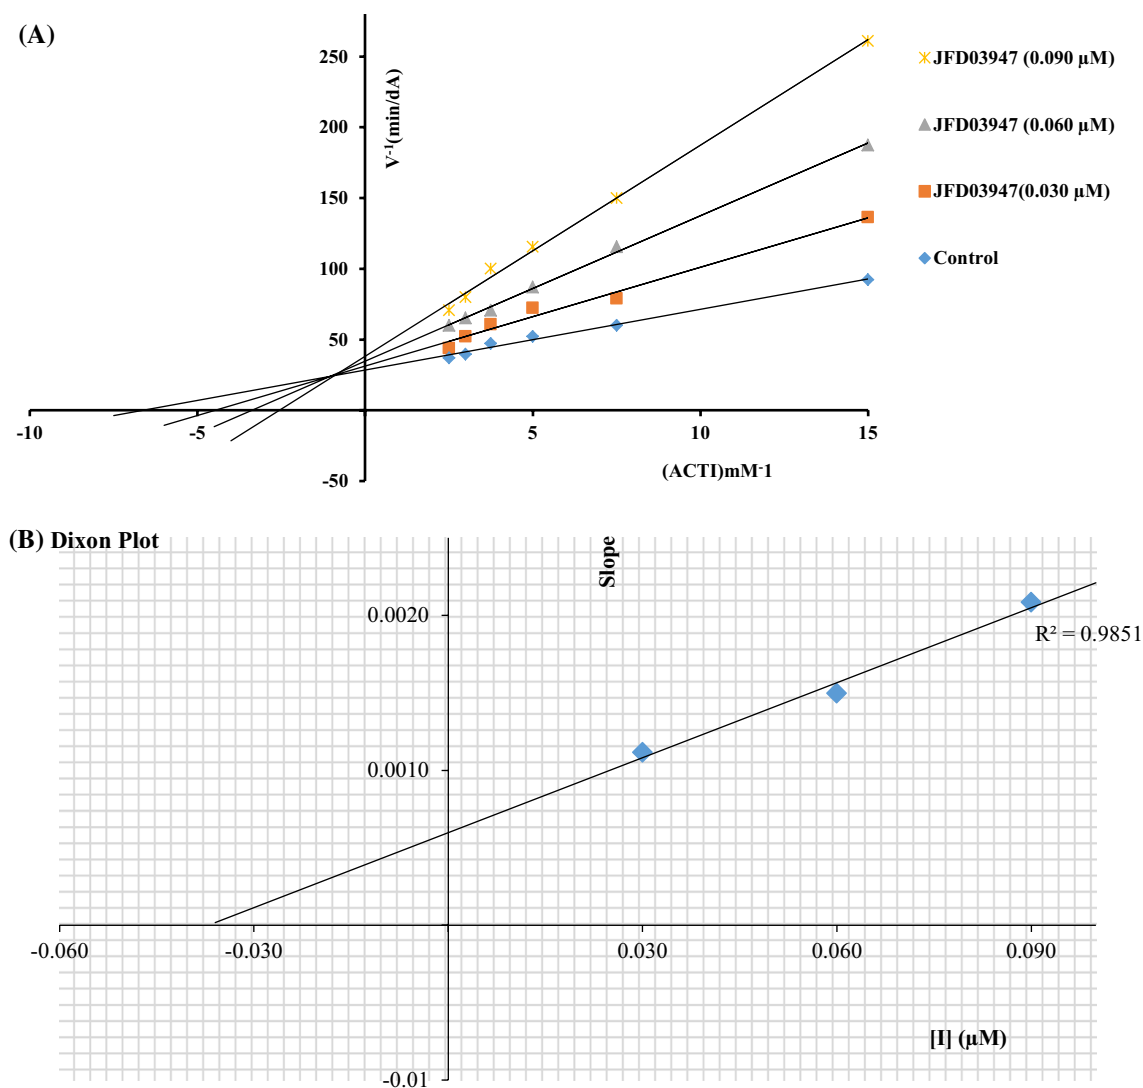 (A)
250
200
150
100
50
-50
-10
-5
5
10
15
V-1(min/dA)
(ACTI)mM-1
JFD03947 (0.090 µM)
JFD03947 (0.060 µM)
JFD03947(0.030 µM)
Control
(B) Dixon Plot
Slope
0.0020
R² = 0.9851
0.0010
-0.060
-0.030
0.030
0.060
0.090
[I] (µM)
-0.01